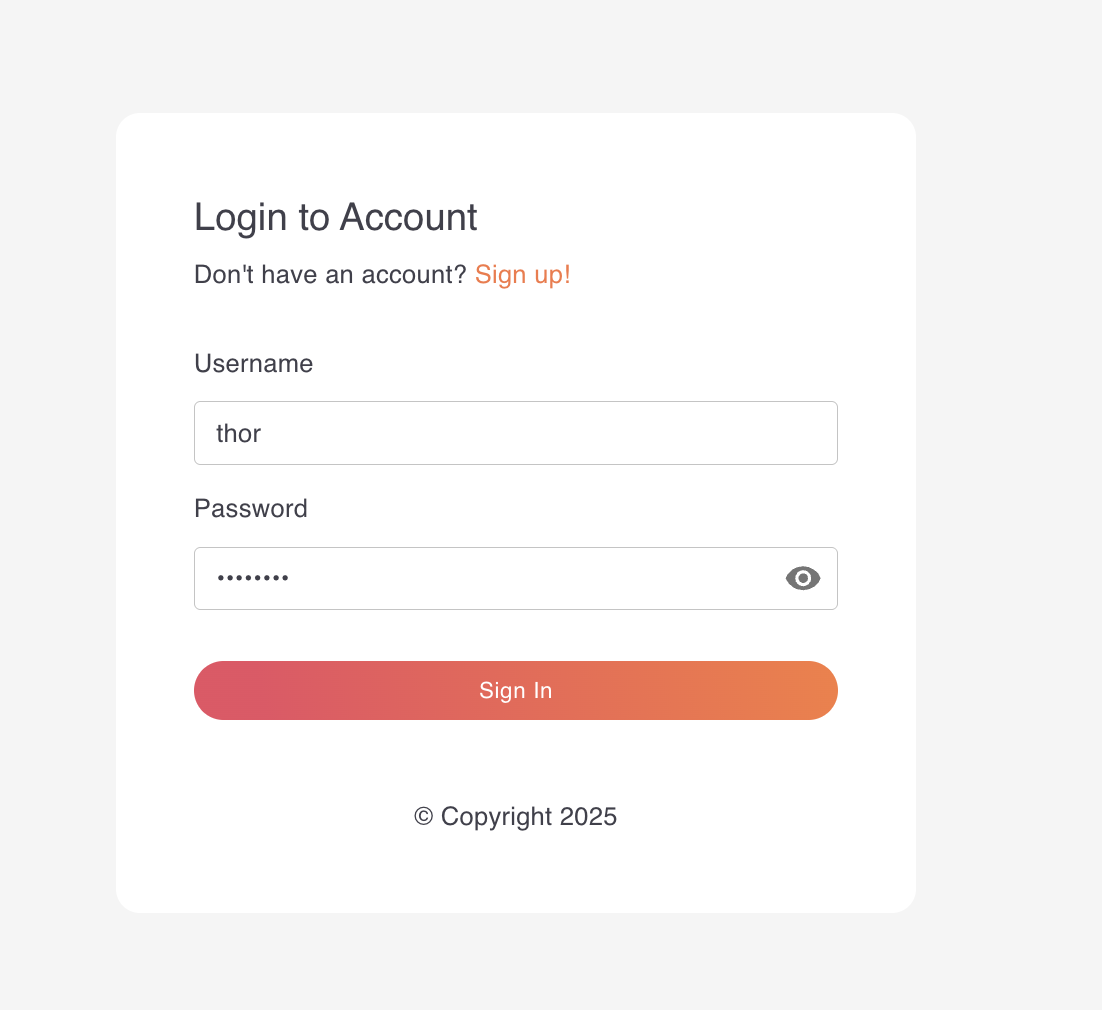 Login to Account
Don't have an account? Sign up!
Username
thor
Password
••••••••
Sign In
© Copyright 2025